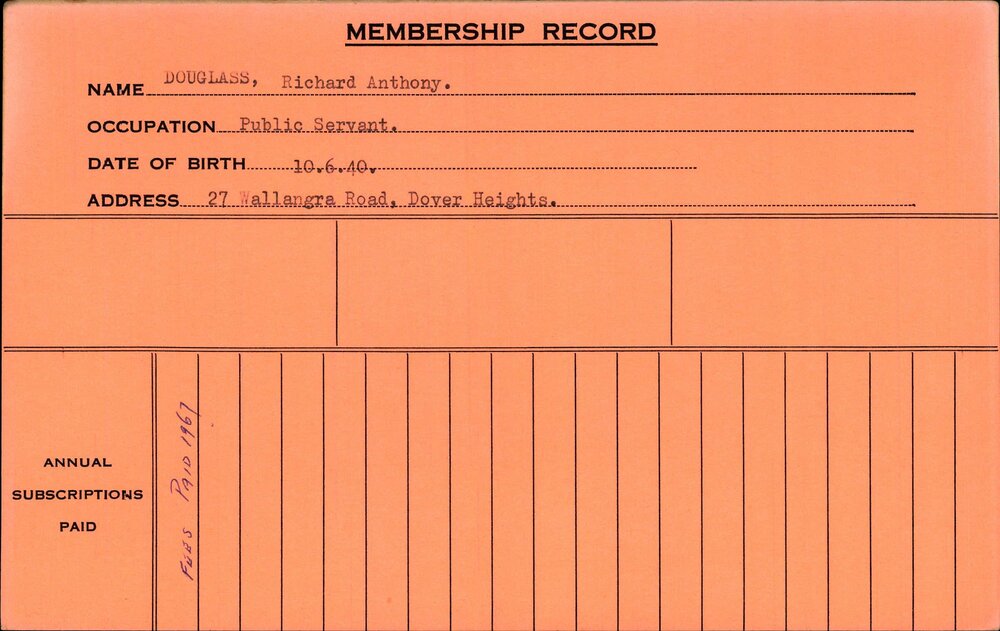 MEMBERSHIP RECORD
NAME DOUGLASS, Richard Anthony.
OCCUPATION Public Servant.
DATE OF BIRTH 10.6.40.
ADDRESS 27 Wallangra Road, Dover Heights.
ANNUAL
SUBSCRIPTIONS
PAID
FEES PAID 1967